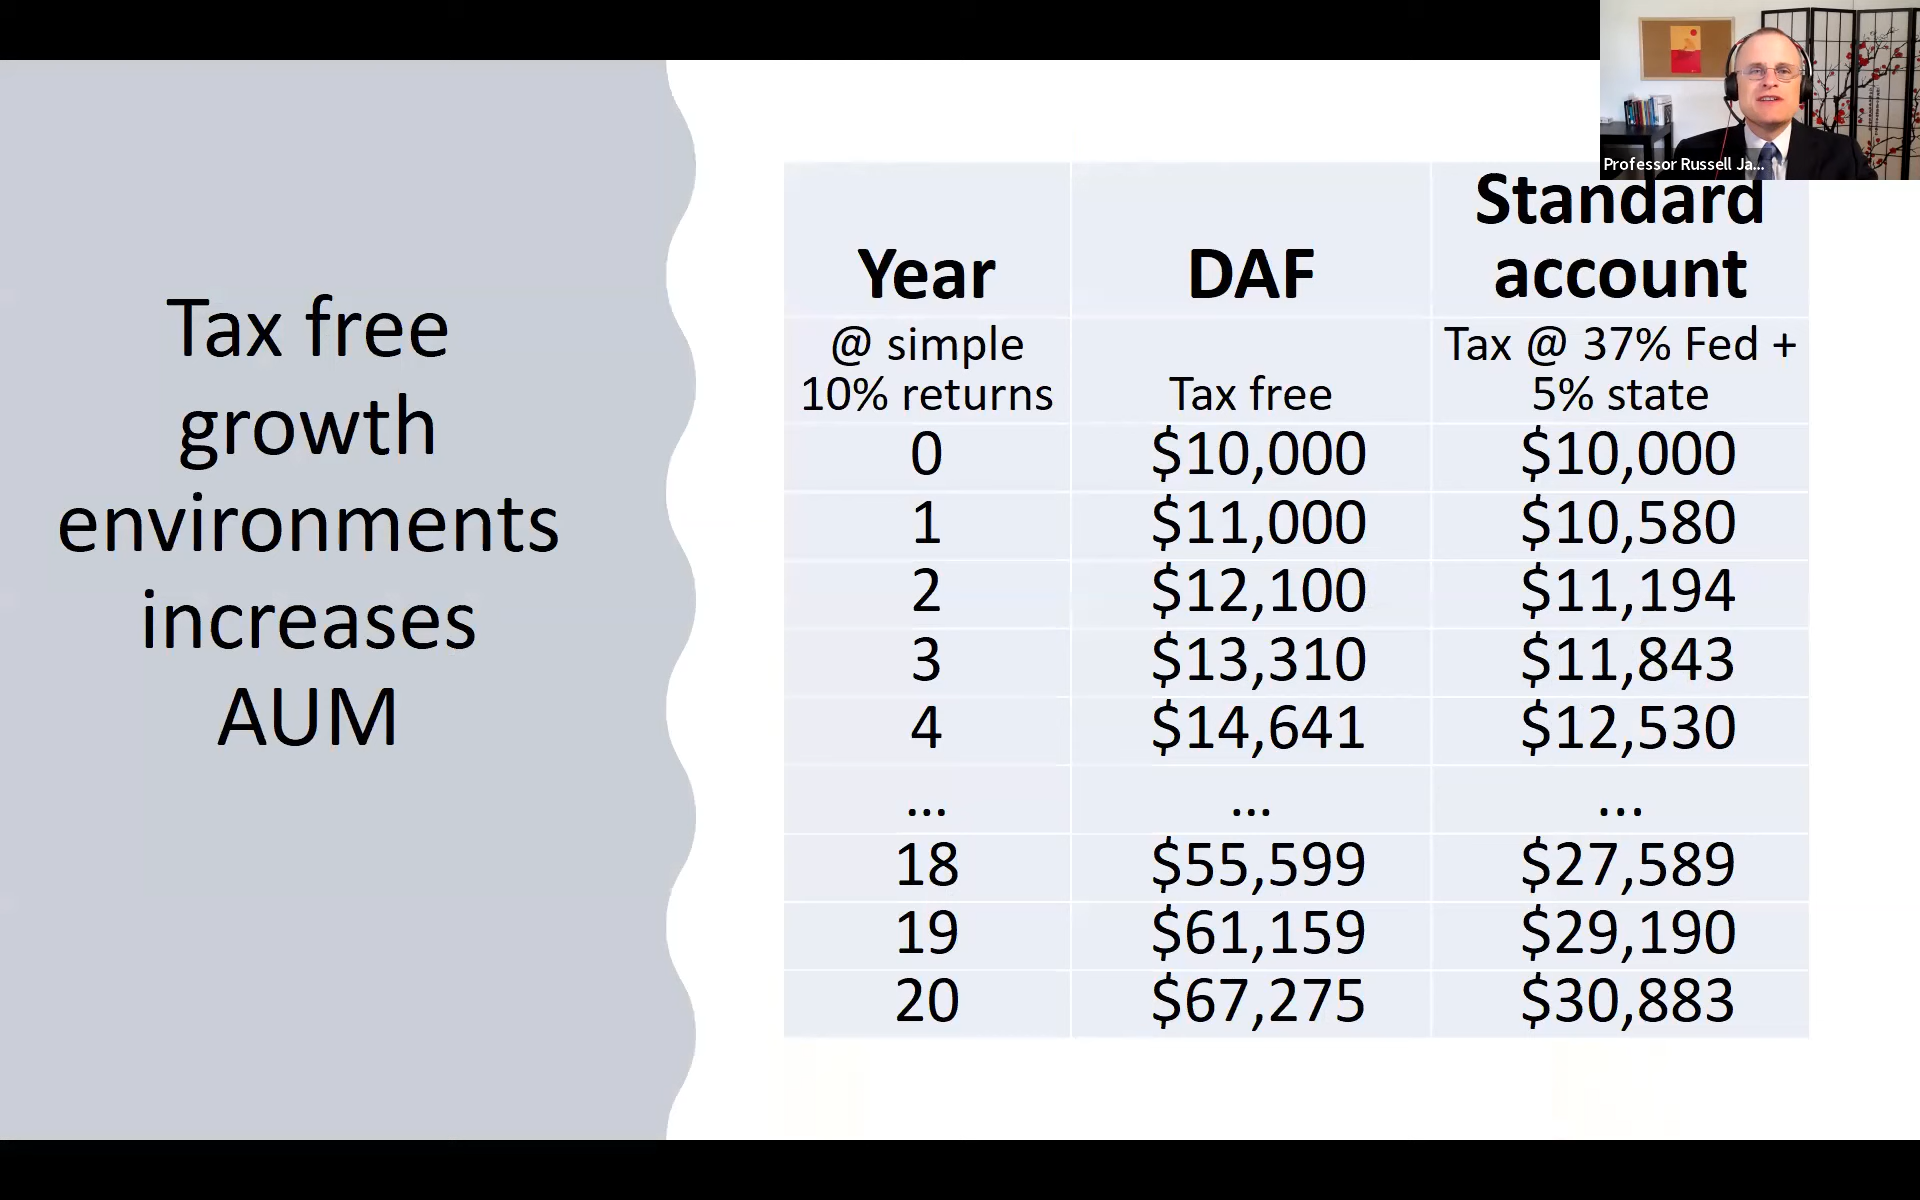 Professor Russell Ja...
Tax free
growth
environments
increases
AUM
Year DAF Standard account
@ simple 10% returns Tax free Tax @ 37% Fed + 5% state
0 $10,000 $10,000
1 $11,000 $10,580
2 $12,100 $11,194
3 $13,310 $11,843
4 $14,641 $12,530
... ... ...
18 $55,599 $27,589
19 $61,159 $29,190
20 $67,275 $30,883